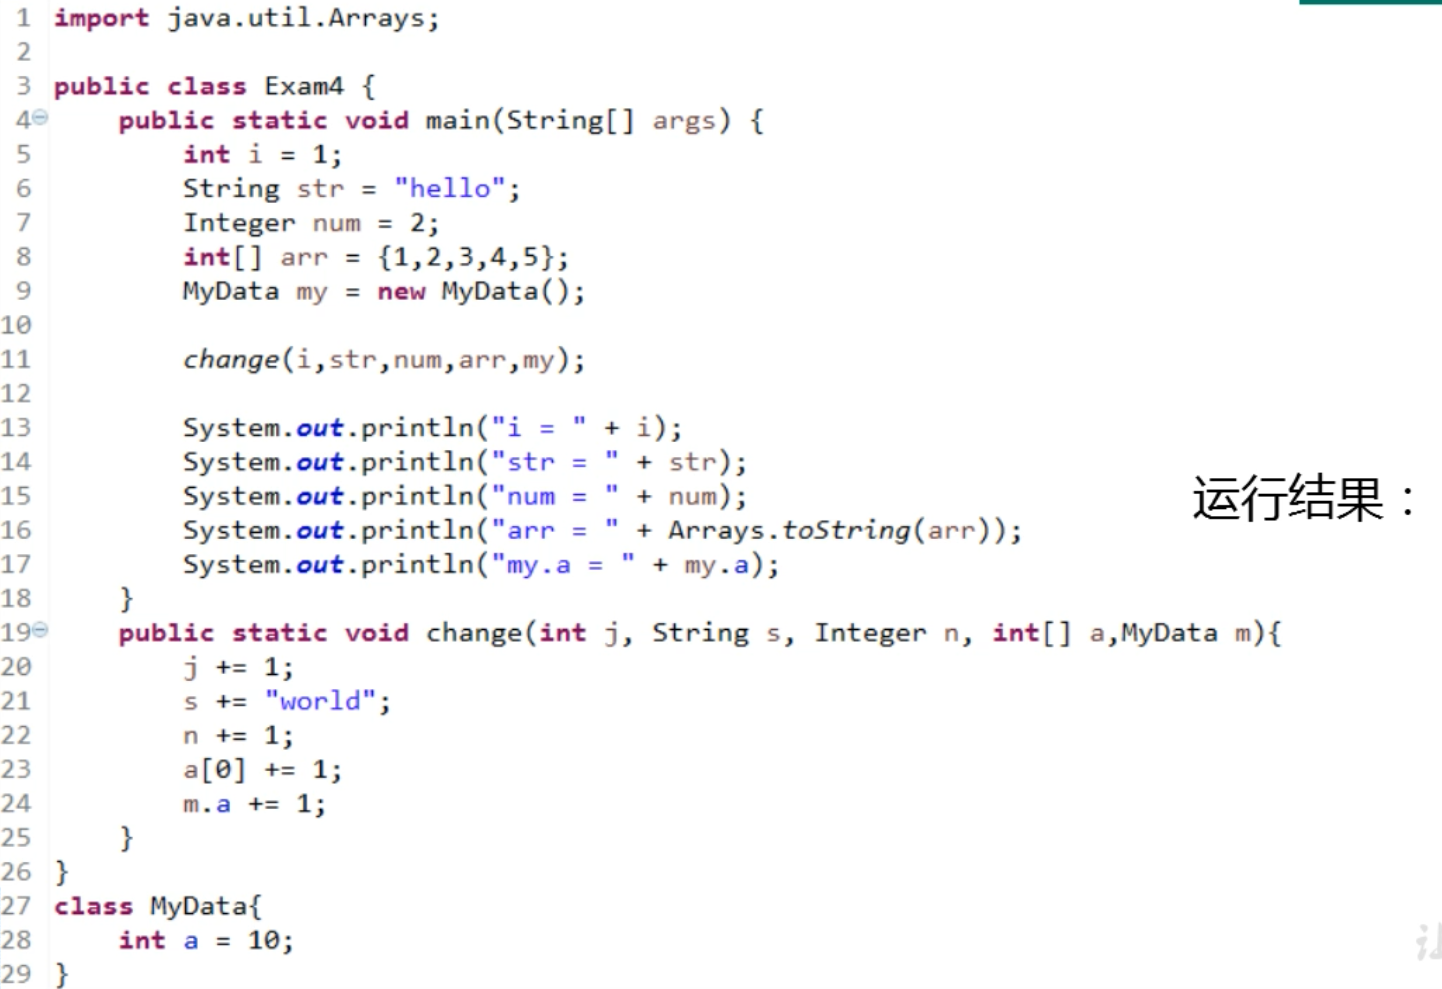 1 import java.util.Arrays;
2
3 public class Exam4 {
4     public static void main(String[] args) {
5         int i = 1;
6         String str = "hello";
7         Integer num = 2;
8         int[] arr = {1,2,3,4,5};
9         MyData my = new MyData();
10
11         change(i,str,num,arr,my);
12
13         System.out.println("i = " + i);
14         System.out.println("str = " + str);
15         System.out.println("num = " + num);
16         System.out.println("arr = " + Arrays.toString(arr));
17         System.out.println("my.a = " + my.a);
18     }
19     public static void change(int j, String s, Integer n, int[] a,MyData m){
20         j += 1;
21         s += "world";
22         n += 1;
23         a[0] += 1;
24         m.a += 1;
25     }
26 }
27 class MyData{
28     int a = 10;
29 }
运行结果：